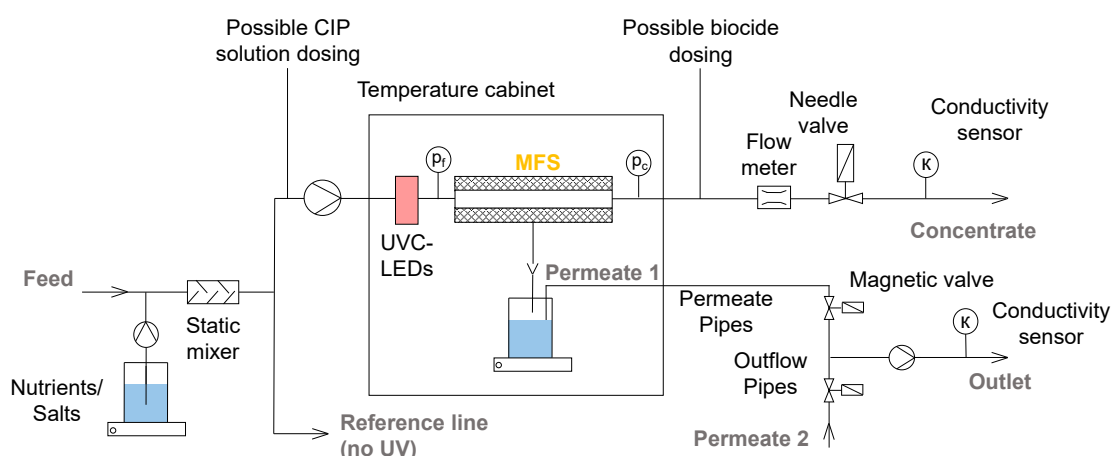 Possible CIP
solution dosing
Possible biocide
dosing
Temperature cabinet
Needle
valve
Conductivity
sensor
Flow
meter
pf
MFS
pc
K
UVC-
LEDs
Concentrate
Feed
Permeate 1
Magnetic valve
Static
mixer
Permeate
Pipes
K
Conductivity
sensor
Outflow
Pipes
Outlet
Nutrients/
Salts
Reference line
(no UV)
Permeate 2